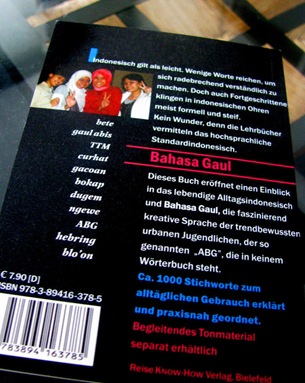 Indonesisch gilt als leicht. Wenige Worte reichen, um
sich radebrechend verständlich zu
machen. Doch auch Fortgeschrittene
klingen in indonesischen Ohren
meist formell und steif.
Kein Wunder, denn die Lehrbücher
vermitteln das hochsprachliche
Standardindonesisch.
bete
gaul abis
TTM
curhat
gacoan
bokap
dugem
ngewe
ABG
hebring
blo'on
Bahasa Gaul
Dieses Buch eröffnet einen Einblick
in das lebendige Alltagsindonesisch
und Bahasa Gaul, die faszinierend
kreative Sprache der trendbewussten
urbanen Jugendlichen, der so
genannten „ABG", die in keinem
Wörterbuch steht.
Ca. 1000 Stichworte zum
alltäglichen Gebrauch erklärt
und praxisnah geordnet.
Begleitendes Tonmaterial
separat erhältlich
REISE KNOW-HOW Verlag, Bielefeld
€ 7.90 [D]
ISBN 978-3-89416-378-5
783894 163785